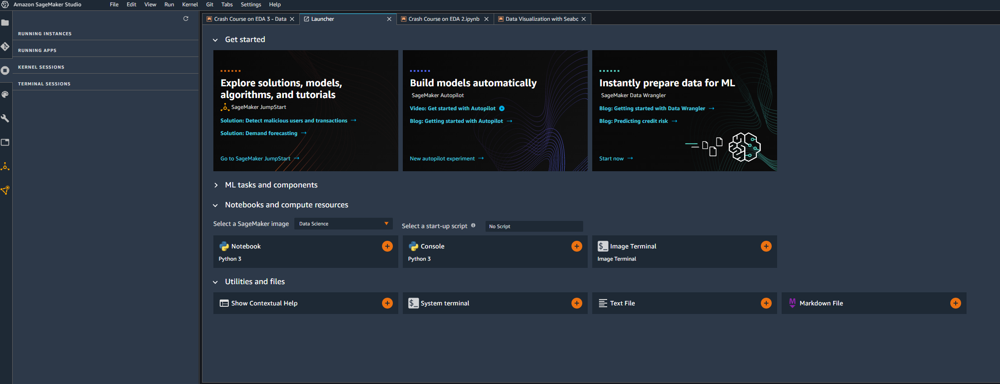 Amazon SageMaker Studio
File Edit View Run Kernel Git Tabs Settings Help
RUNNING INSTANCES
RUNNING APPS
KERNEL SESSIONS
TERMINAL SESSIONS
Crash Course on EDA 3 - Data
Launcher
Crash Course on EDA 2.ipynb
Data Visualization with Seabo
Get started
Explore solutions, models,
algorithms, and tutorials
SageMaker JumpStart
Solution: Detect malicious users and transactions
Solution: Demand forecasting
Go to SageMaker JumpStart
Build models automatically
SageMaker Autopilot
Video: Get started with Autopilot
Blog: Getting started with Autopilot
New autopilot experiment
Instantly prepare data for ML
SageMaker Data Wrangler
Blog: Getting started with Data Wrangler
Blog: Predicting credit risk
Start now
ML tasks and components
Notebooks and compute resources
Select a SageMaker image
Data Science
Select a start-up script
No Script
Notebook
Python 3
Console
Python 3
$_ Image Terminal
Image Terminal
Utilities and files
Show Contextual Help
$_ System terminal
Text File
M Markdown File